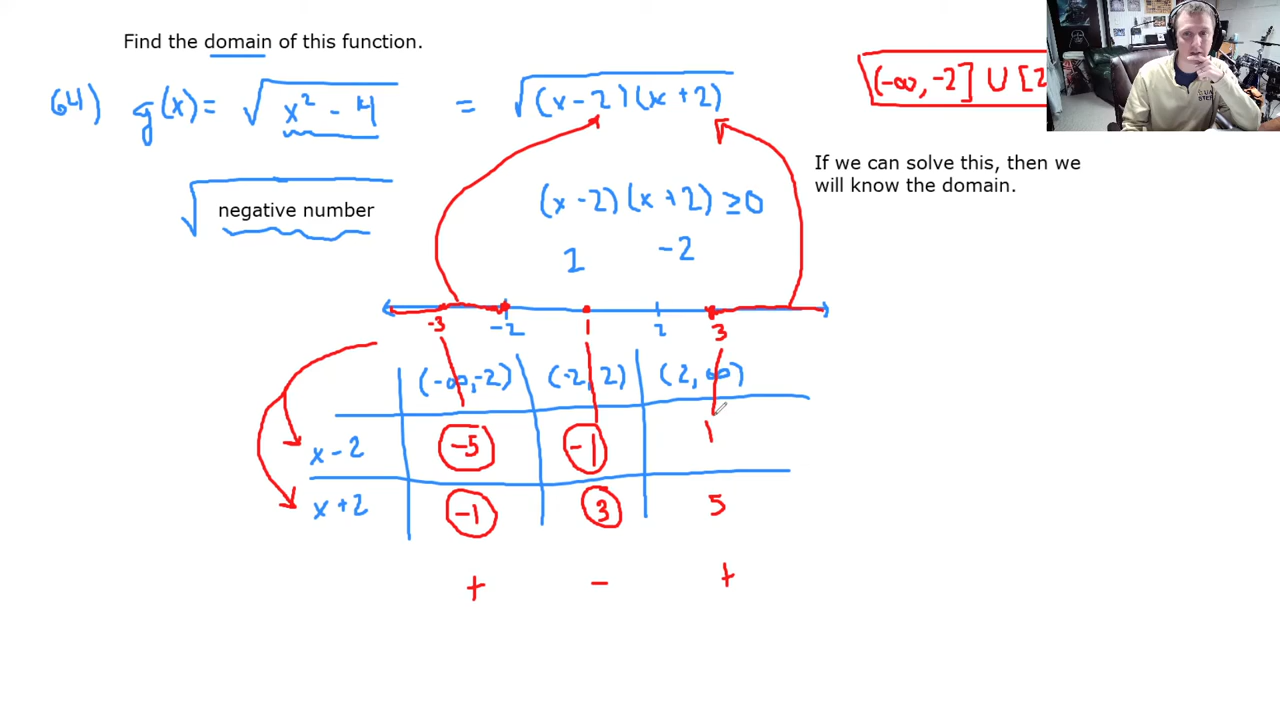 Find the domain of this function.
64) g(x) = √(x² - 4) = √((x-2)(x+2))
(-∞, -2] ∪ [2
If we can solve this, then we
will know the domain.
√(negative number)
(x-2)(x+2) ≥ 0
1 -2
-3 -2 1 2 3
(-∞,-2) (-2, 2) (2, ∞)
x-2 -5 -1 1
x+2 -1 3 5
+ - +